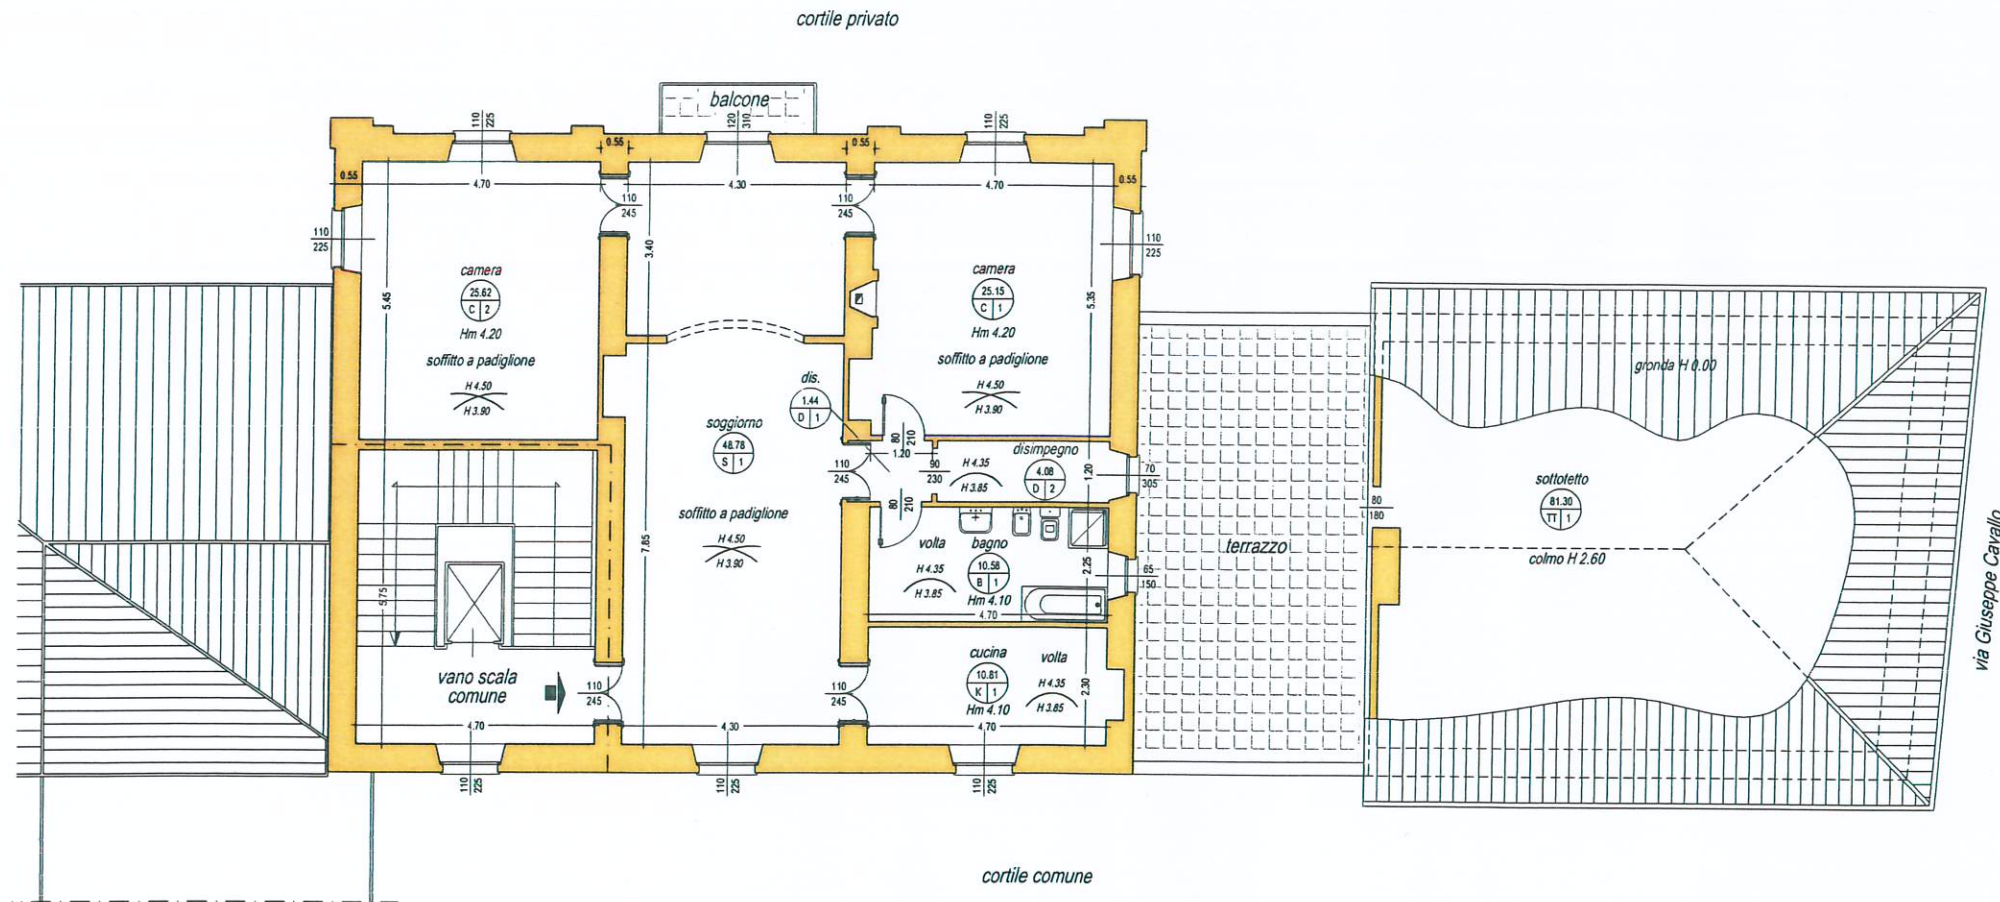 cortile privato
balcone
110
225
120
310
110
225
0.55
0.55
0.55
4.70
4.30
4.70
0.55
110
245
110
245
110
225
110
225
3.40
5.45
5.35
camera
25.62
C 2
Hm 4.20
soffitto a padiglione
H 4.50
H 3.90
camera
25.15
C 1
Hm 4.20
soffitto a padiglione
H 4.50
H 3.90
dis.
1.44
D 1
soggiorno
48.78
S 1
soffitto a padiglione
H 4.50
H 3.90
7.85
80
210
1.20
110
245
90
230
80
210
disimpegno
4.08
D 2
H 4.35
H 3.85
1.20
70
305
volta
H 4.35
H 3.85
bagno
10.58
B 1
Hm 4.10
4.70
2.25
65
150
cucina
10.81
K 1
Hm 4.10
volta
H 4.35
H 3.85
2.30
5.75
vano scala
comune
110
245
110
245
4.70
4.30
4.70
110
225
110
225
110
225
terrazzo
80
180
gronda H 0.00
sottotetto
81.30
TT 1
colmo H 2.60
via Giuseppe Cavallo
cortile comune